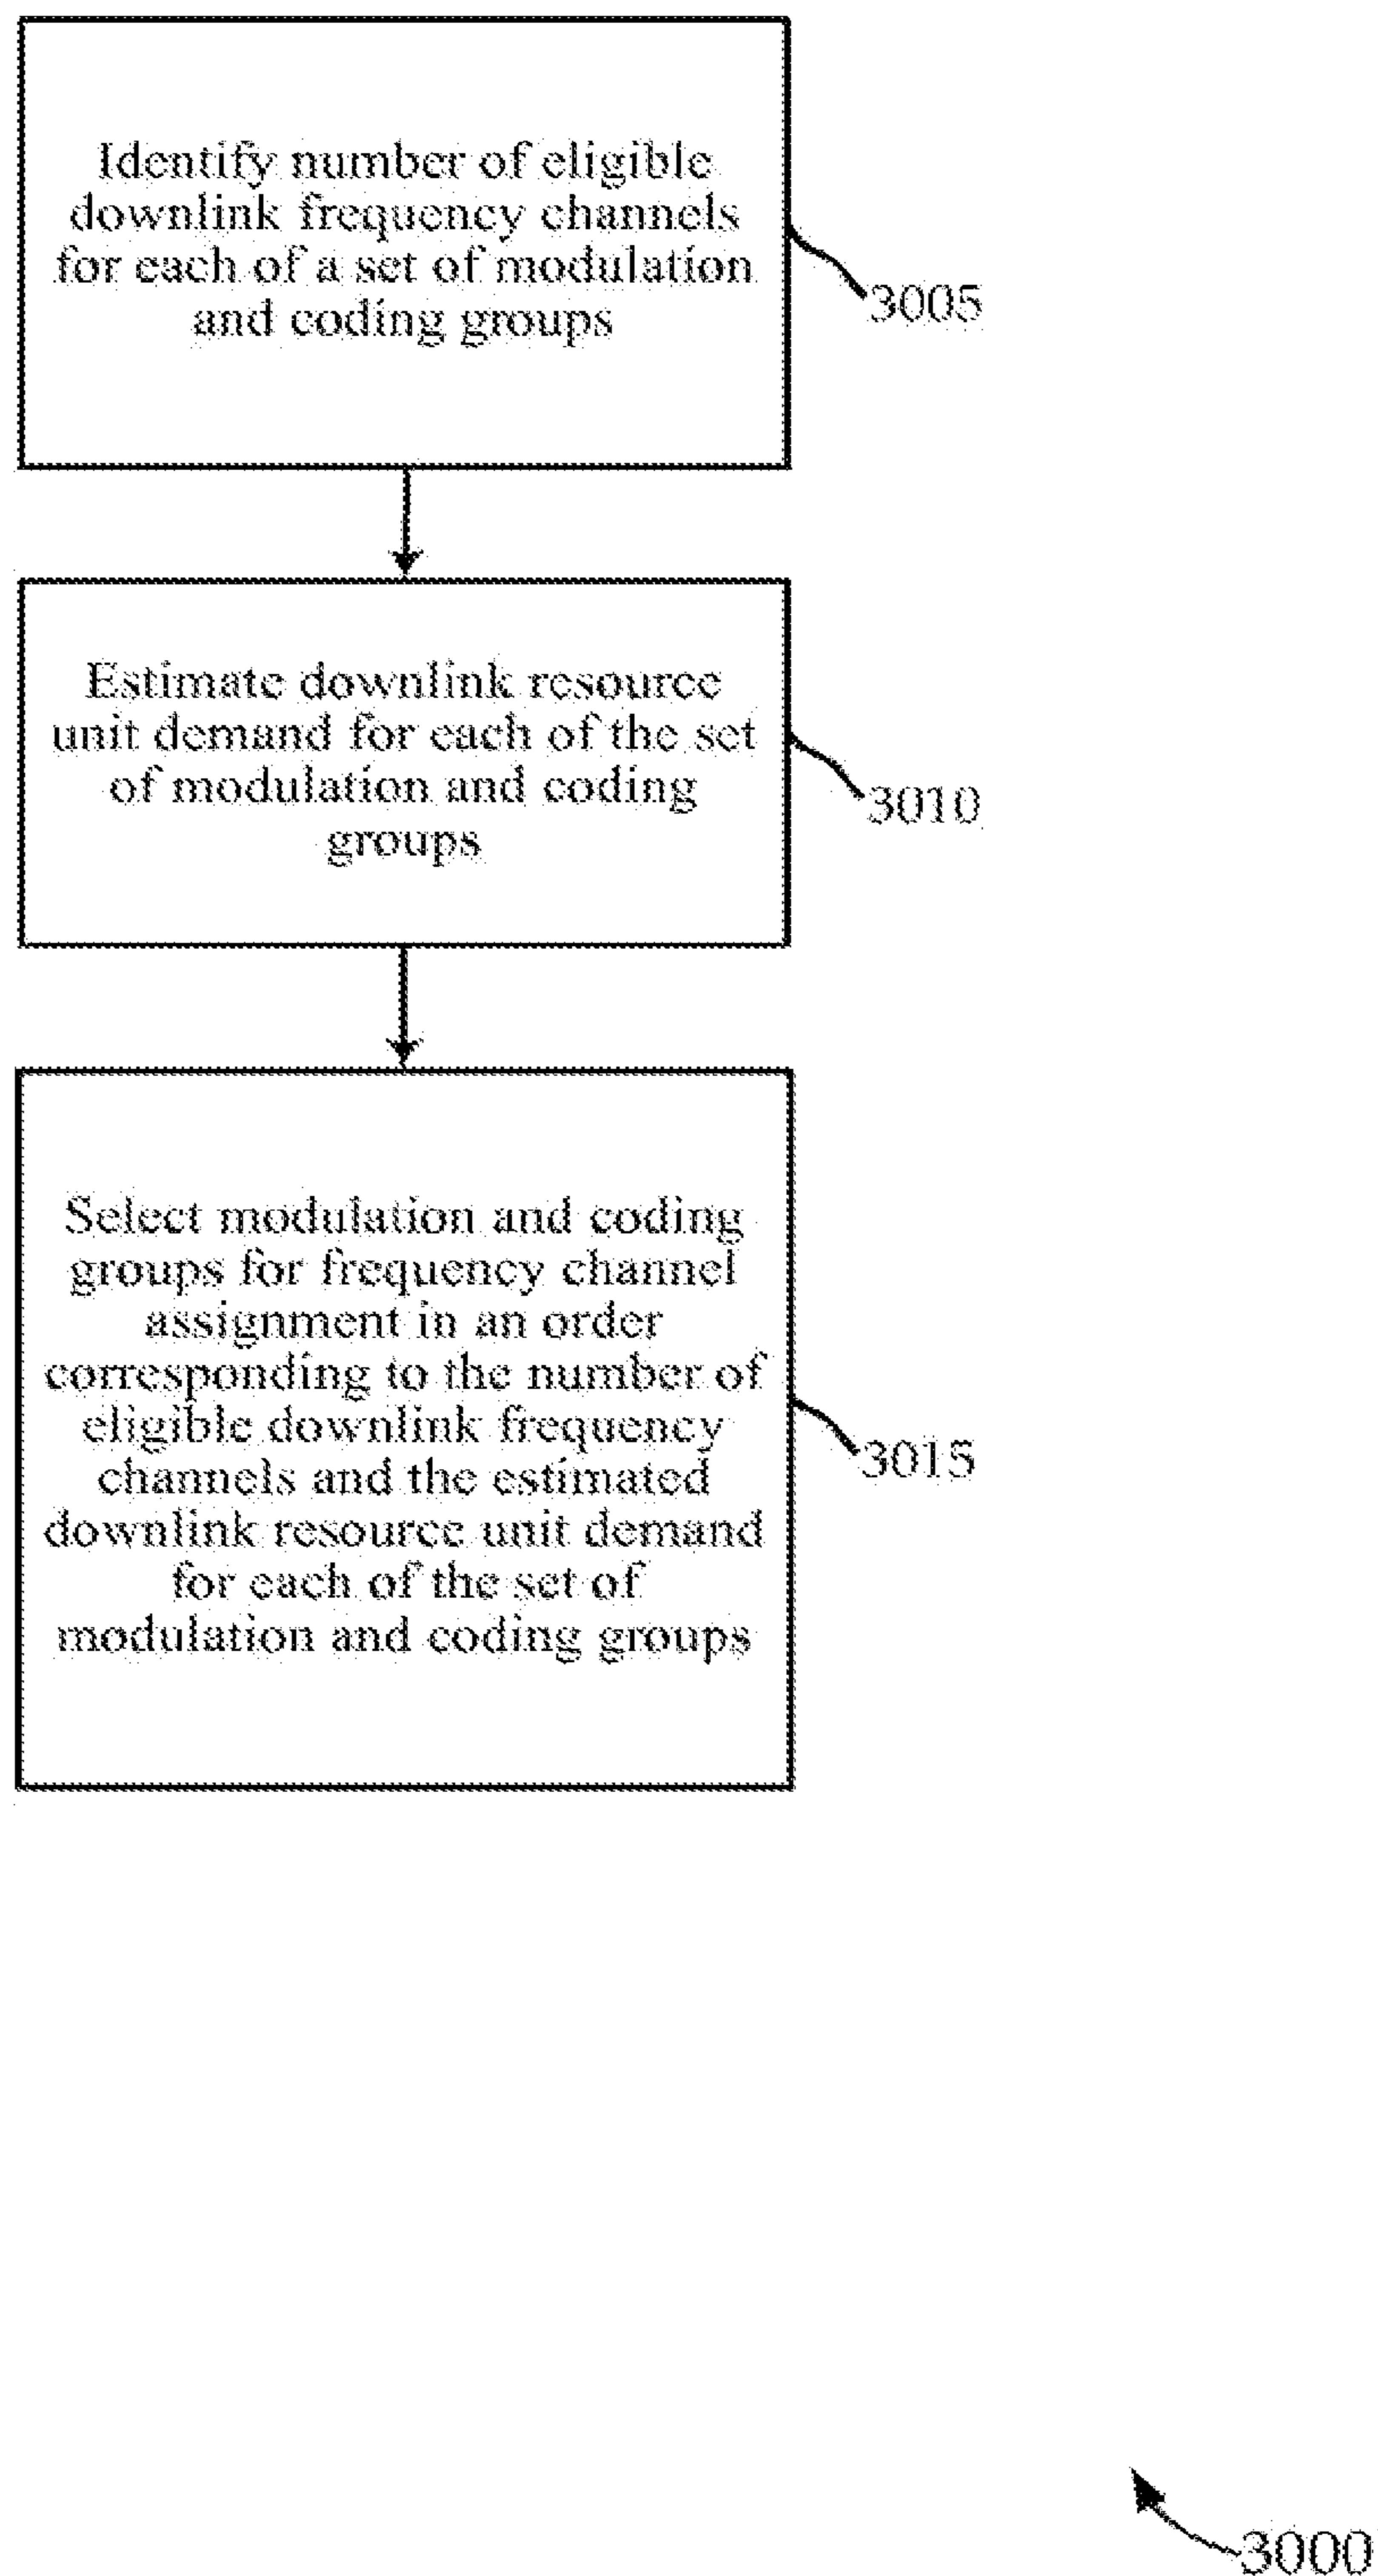 Identify number of eligible
downlink frequency channels
for each of a set of modulation
and coding groups
3005
Estimate downlink resource
unit demand for each of the set
of modulation and coding
groups
3010
Select modulation and coding
groups for frequency channel
assignment in an order
corresponding to the number of
eligible downlink frequency
channels and the estimated
downlink resource unit demand
for each of the set of
modulation and coding groups
3015
3000